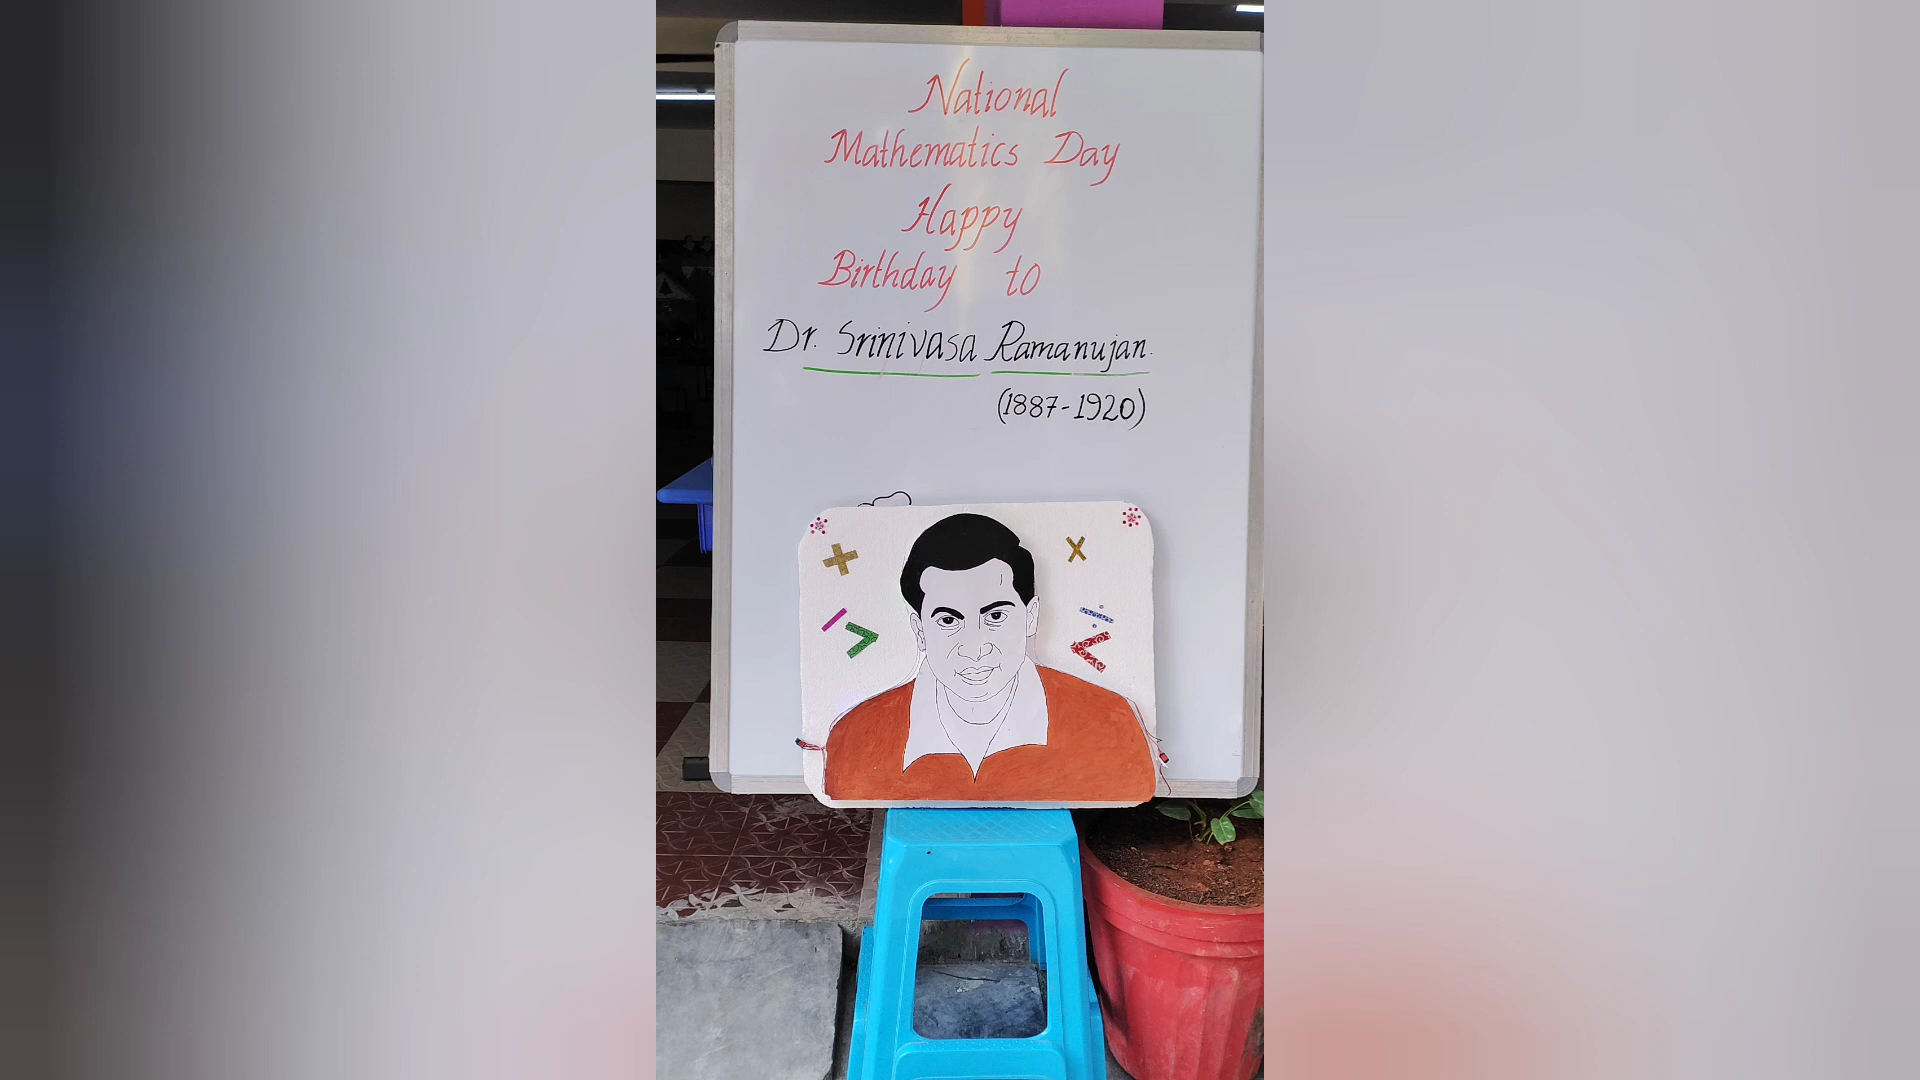 National
Mathematics Day
Happy
Birthday to
Dr. Srinivasa Ramanujan.
(1887-1920)
+
x
-
÷
>
<